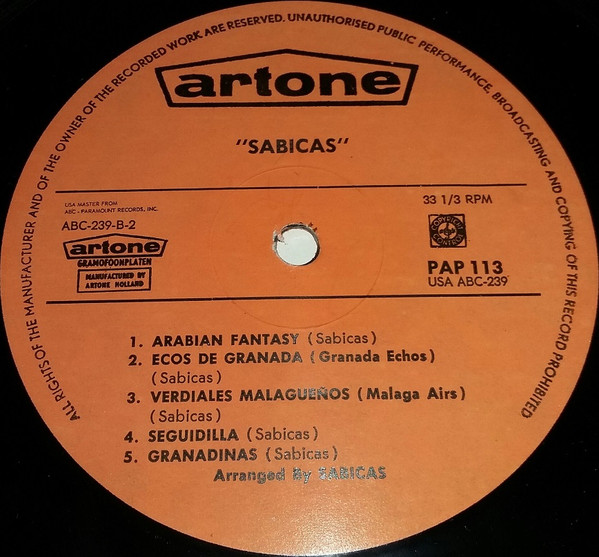 ALL RIGHTS OF THE MANUFACTURER AND OF THE OWNER OF THE RECORDED WORK ARE RESERVED. UNAUTHORISED PUBLIC PERFORMANCE, BROADCASTING AND COPYING OF THIS RECORD PROHIBITED
artone
"SABICAS"
USA MASTER FROM
ABC - PARAMOUNT RECORDS, INC.
ABC-239-B-2
artone
GRAMOFOONPLATEN
MANUFACTURED BY
ARTONE HOLLAND
33 1/3 RPM
COPYRIGHT
CONTROL
PAP 113
USA ABC-239
1. ARABIAN FANTASY (Sabicas)
2. ECOS DE GRANADA (Granada Echos)
(Sabicas)
3. VERDIALES MALAGUEÑOS (Malaga Airs)
(Sabicas)
4. SEGUIDILLA (Sabicas)
5. GRANADINAS (Sabicas)
Arranged By SABICAS